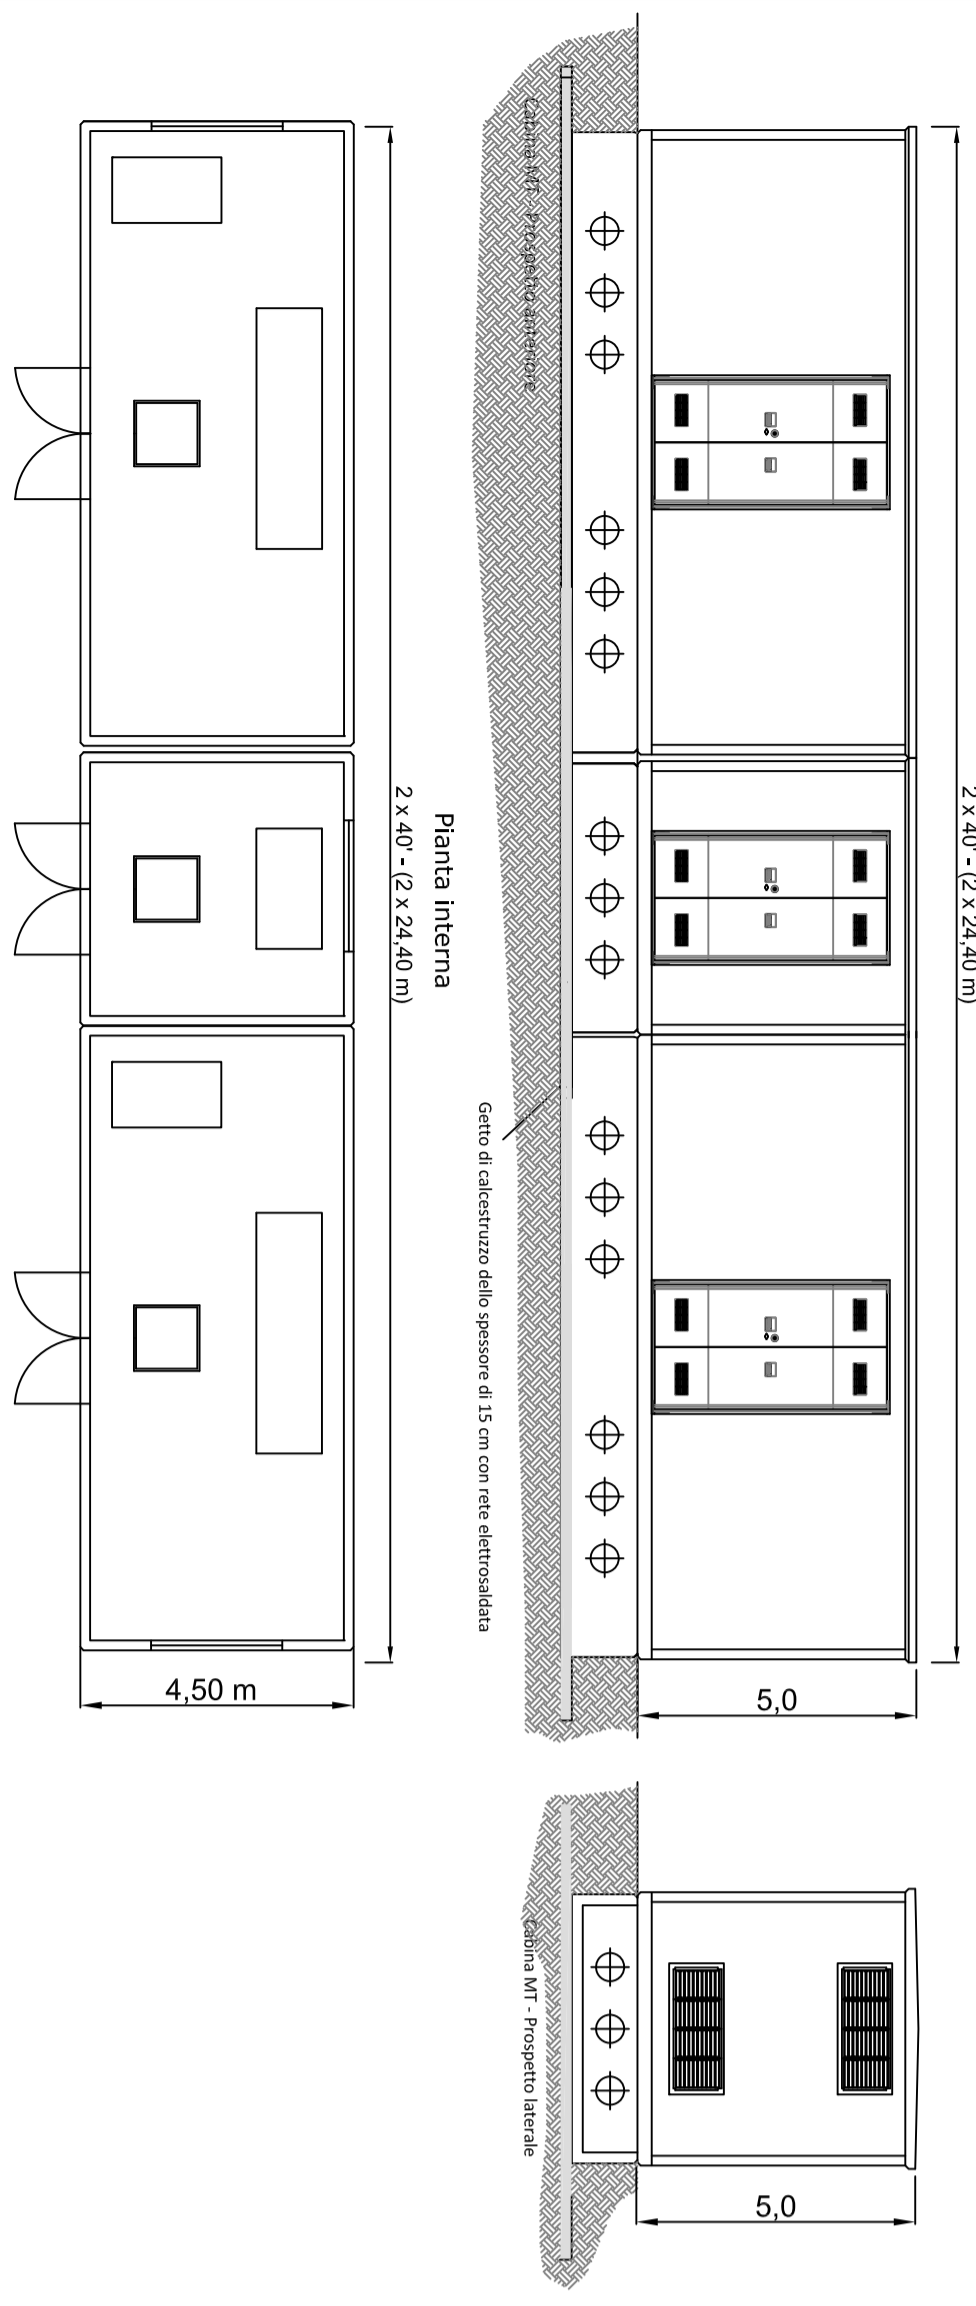 2 x 40' - (2 x 24,40 m)
Cabina MT - Prospetto anteriore
5,0
Getto di calcestruzzo dello spessore di 15 cm con rete elettrosaldata
5,0
Cabina MT - Prospetto laterale
Pianta interna
2 x 40' - (2 x 24,40 m)
4,50 m